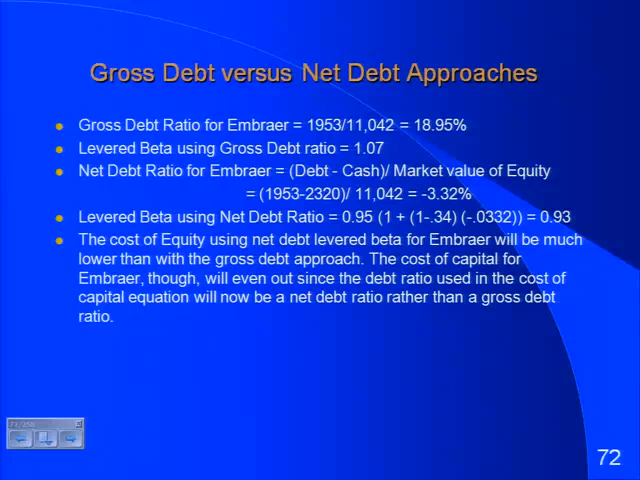 Gross Debt versus Net Debt Approaches
Gross Debt Ratio for Embraer = 1953/11,042 = 18.95%
Levered Beta using Gross Debt ratio = 1.07
Net Debt Ratio for Embraer = (Debt - Cash)/ Market value of Equity
= (1953-2320)/ 11,042 = -3.32%
Levered Beta using Net Debt Ratio = 0.95 (1 + (1-.34) (-.0332)) = 0.93
The cost of Equity using net debt levered beta for Embraer will be much
lower than with the gross debt approach. The cost of capital for
Embraer, though, will even out since the debt ratio used in the cost of
capital equation will now be a net debt ratio rather than a gross debt
ratio.
72